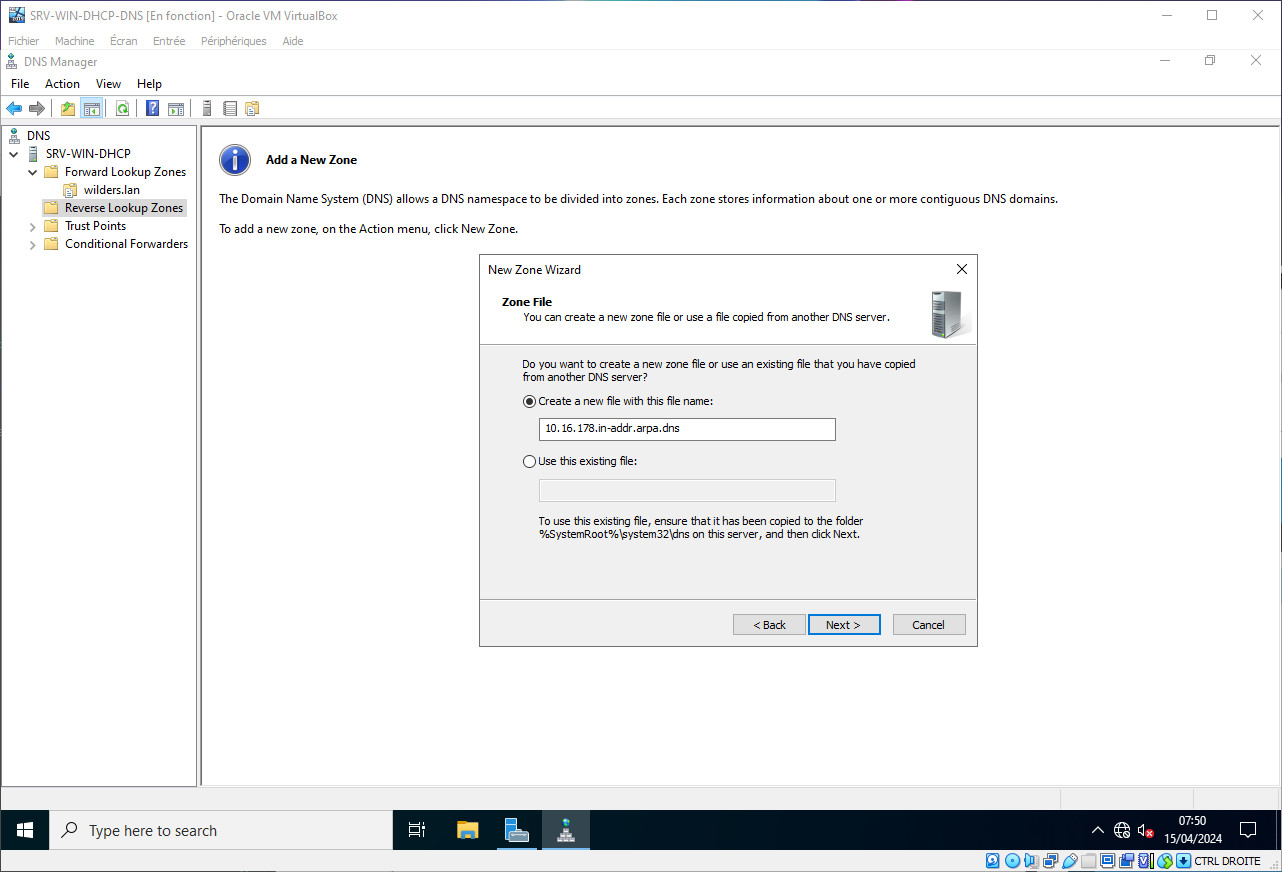 SRV-WIN-DHCP-DNS [En fonction] - Oracle VM VirtualBox
Fichier Machine Écran Entrée Périphériques Aide
DNS Manager
File Action View Help
DNS
SRV-WIN-DHCP
Forward Lookup Zones
wilders.lan
Reverse Lookup Zones
Trust Points
Conditional Forwarders
Add a New Zone
The Domain Name System (DNS) allows a DNS namespace to be divided into zones. Each zone stores information about one or more contiguous DNS domains.
To add a new zone, on the Action menu, click New Zone.
New Zone Wizard
Zone File
You can create a new zone file or use a file copied from another DNS server.
Do you want to create a new zone file or use an existing file that you have copied
from another DNS server?
Create a new file with this file name:
10.16.178.in-addr.arpa.dns
Use this existing file:
To use this existing file, ensure that it has been copied to the folder
%SystemRoot%\system32\dns on this server, and then click Next.
< Back Next > Cancel
Type here to search
07:50
15/04/2024
CTRL DROITE